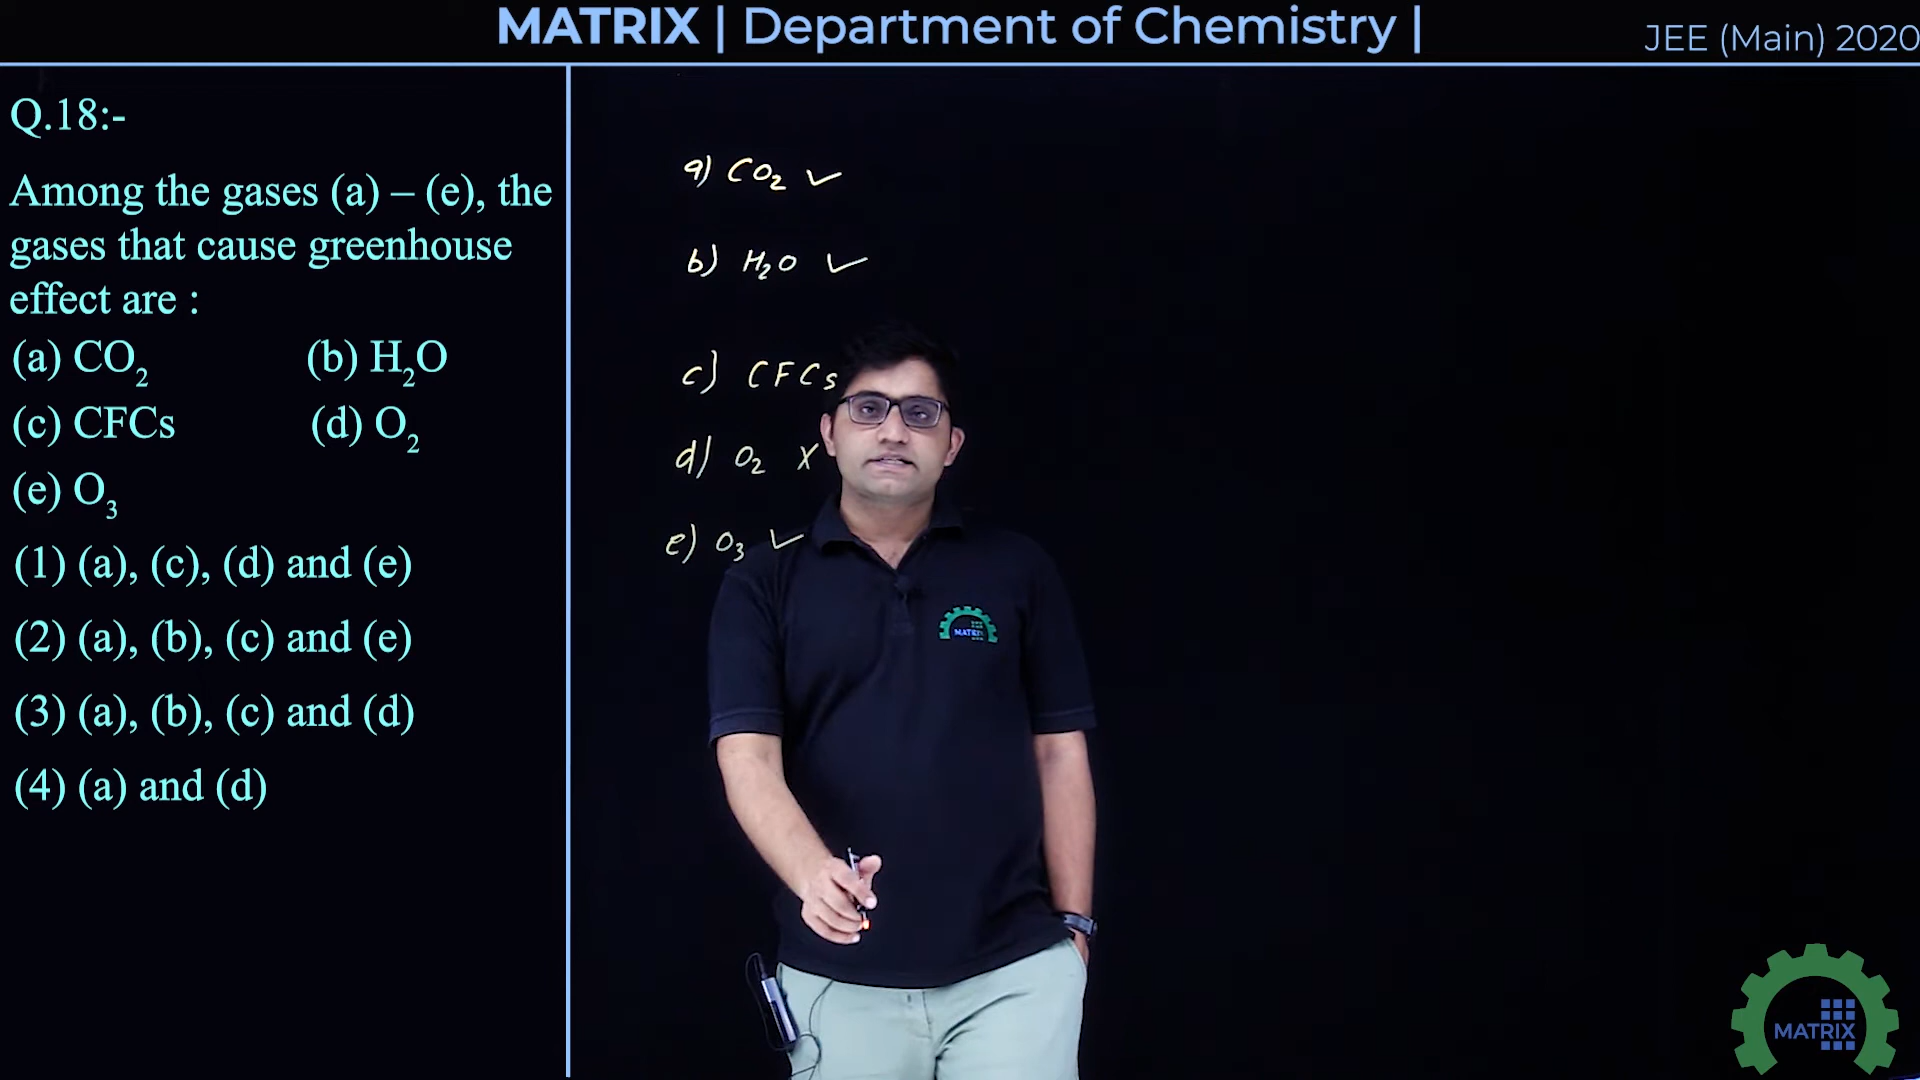 MATRIX | Department of Chemistry |
JEE (Main) 2020
Q.18:-
Among the gases (a) – (e), the
gases that cause greenhouse
effect are :
(a) CO₂ (b) H₂O
(c) CFCs (d) O₂
(e) O₃
(1) (a), (c), (d) and (e)
(2) (a), (b), (c) and (e)
(3) (a), (b), (c) and (d)
(4) (a) and (d)
a) CO₂ ✓
b) H₂O ✓
c) CFCs
d) O₂ X
e) O₃ ✓
MATRIX
MATRIX